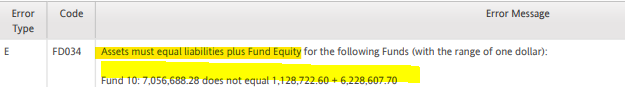 Error Type
Code
Error Message
E
FD034
Assets must equal liabilities plus Fund Equity for the following Funds (with the range of one dollar):
Fund 10: 7,056,688.28 does not equal 1,128,722.60 + 6,228,607.70